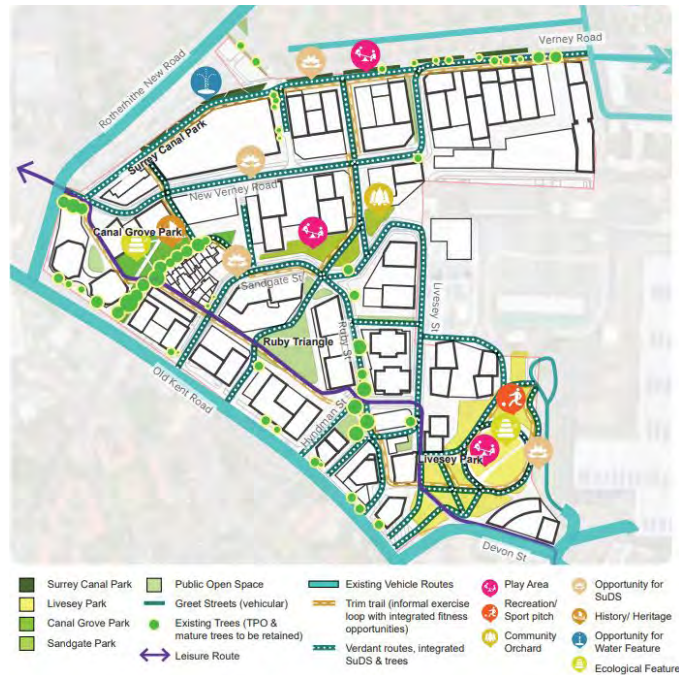 Verney Road
Rotherhithe New Road
Surrey Canal Park
New Verney Road
Canal Grove Park
Sandgate St
Livesey St
Ruby Triangle
Ruby St
Old Kent Road
Hyndman St
Livesey Park
Devon St
Surrey Canal Park
Livesey Park
Canal Grove Park
Sandgate Park
Public Open Space
Greet Streets (vehicular)
Existing Trees (TPO &
mature trees to be retained)
Leisure Route
Existing Vehicle Routes
Trim trail (informal exercise
loop with integrated fitness
opportunities)
Verdant routes, integrated
SuDS & trees
Play Area
Recreation/
Sport pitch
Community
Orchard
Opportunity for
SuDS
History/ Heritage
Opportunity for
Water Feature
Ecological Feature